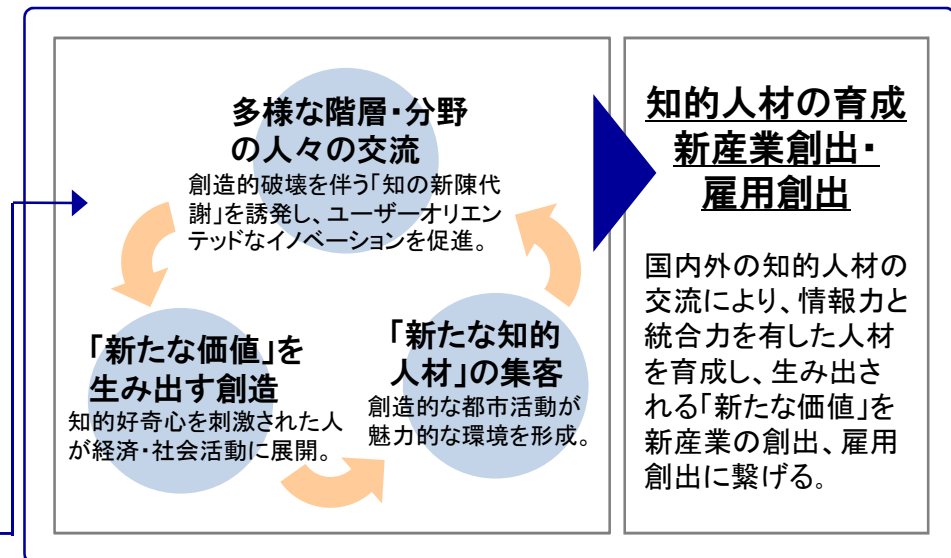 多様な階層・分野
の人々の交流
創造的破壊を伴う「知の新陳代
謝」を誘発し、ユーザーオリエン
テッドなイノベーションを促進。
「新たな価値」を
生み出す創造
知的好奇心を刺激された人
が経済・社会活動に展開。
「新たな知的
人材」の集客
創造的な都市活動が
魅力的な環境を形成。
知的人材の育成
新産業創出・
雇用創出
国内外の知的人材の
交流により、情報力と
統合力を有した人材
を育成し、生み出さ
れる「新たな価値」を
新産業の創出、雇用
創出に繋げる。